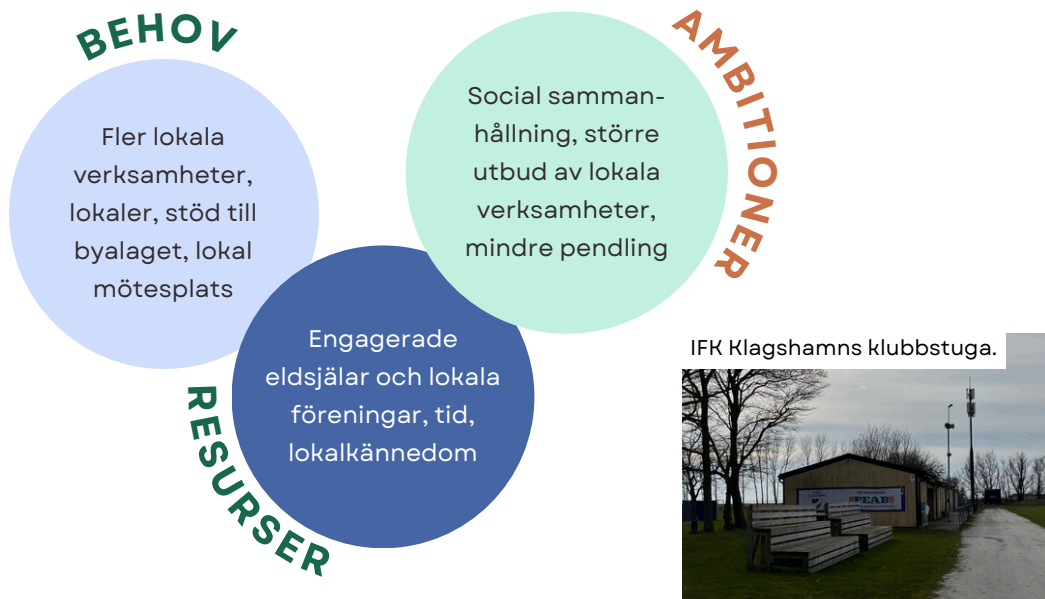 BEHOV
Fler lokala
verksamheter,
lokaler, stöd till
byalaget, lokal
mötesplats
AMBITIONER
Social samman-
hållning, större
utbud av lokala
verksamheter,
mindre pendling
RESURSER
Engagerade
eldsjälar och lokala
föreningar, tid,
lokalkännedom
IFK Klagshamns klubbstuga.
PEAB